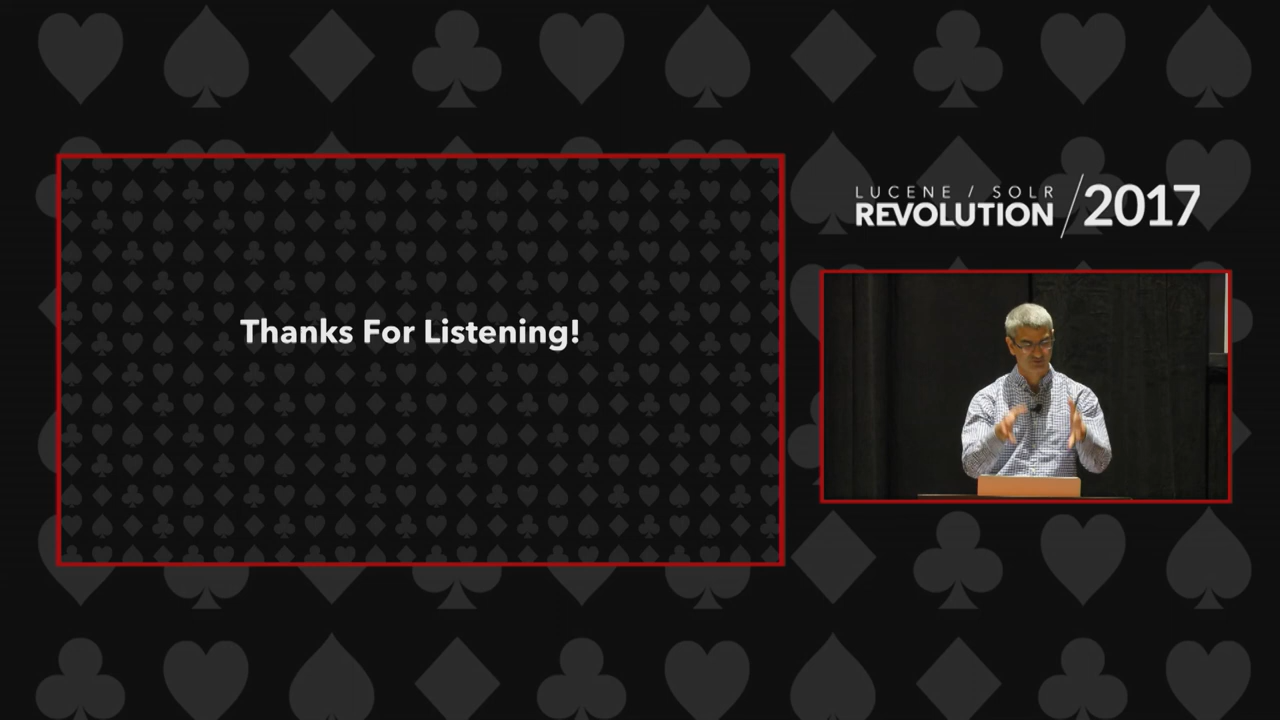 Thanks For Listening!
LUCENE / SOLR
REVOLUTION / 2017